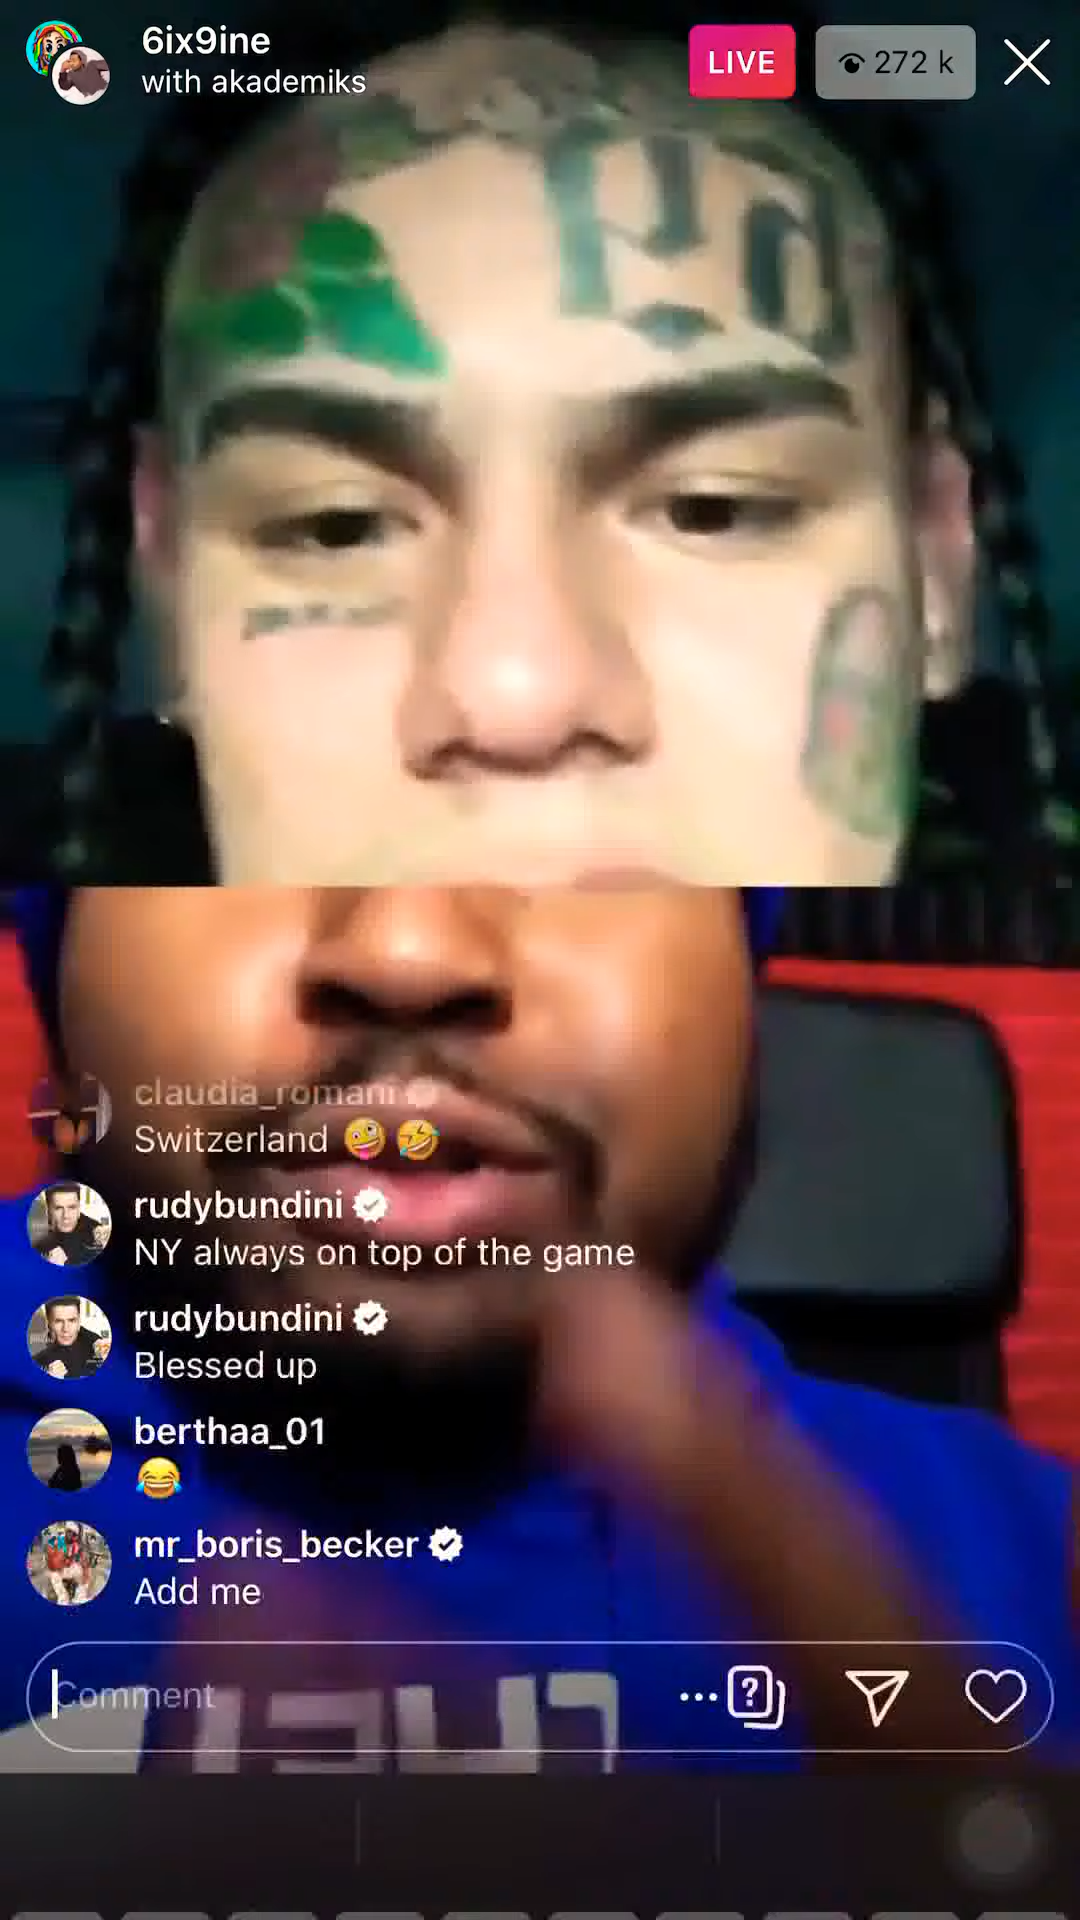 6ix9ine
with akademiks
LIVE
272 k
claudia_romani
Switzerland 🤪 🤣
rudybundini
NY always on top of the game
rudybundini
Blessed up
berthaa_01
😂
mr_boris_becker
Add me
Comment